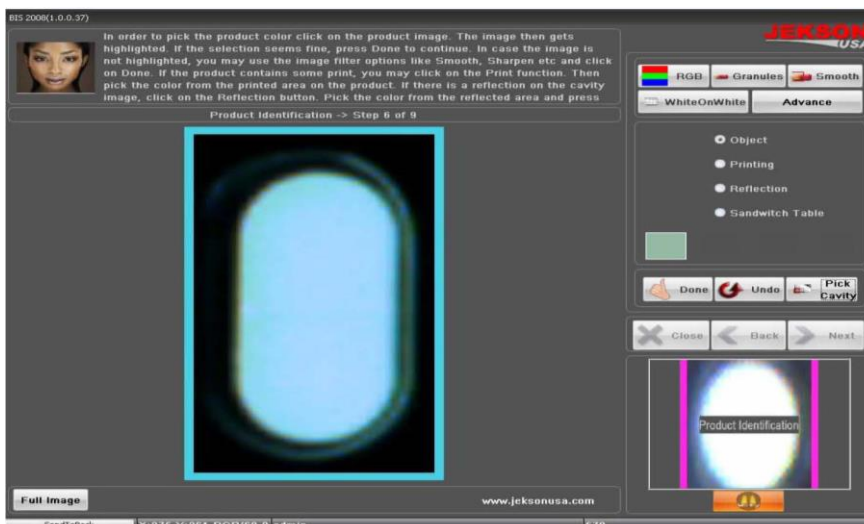 BIS 2008(1.0.0.37)
In order to pick the product color click on the product image. The image then gets
highlighted. If the selection seems fine, press Done to continue. In case the image is
not highlighted, you may use the image filter options like Smooth, Sharpen etc and click
on Done. If the product contains some print, you may click on the Print function. Then
pick the color from the printed area on the product. If there is a reflection on the cavity
image, click on the Reflection button. Pick the color from the reflected area and press
Product Identification -> Step 6 of 9
JEKSON
USA
RGB
Granules
Smooth
WhiteOnWhite
Advance
Object
Printing
Reflection
Sandwitch Table
Done
Undo
Pick
Cavity
Close
Back
Next
Product Identification
Full Image
www.jeksonusa.com
admin